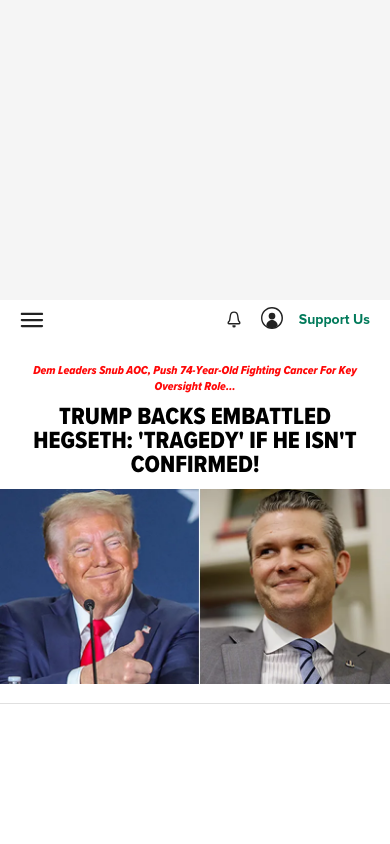 Support Us
Dem Leaders Snub AOC, Push 74-Year-Old Fighting Cancer For Key
Oversight Role...
TRUMP BACKS EMBATTLED
HEGSETH: 'TRAGEDY' IF HE ISN'T
CONFIRMED!